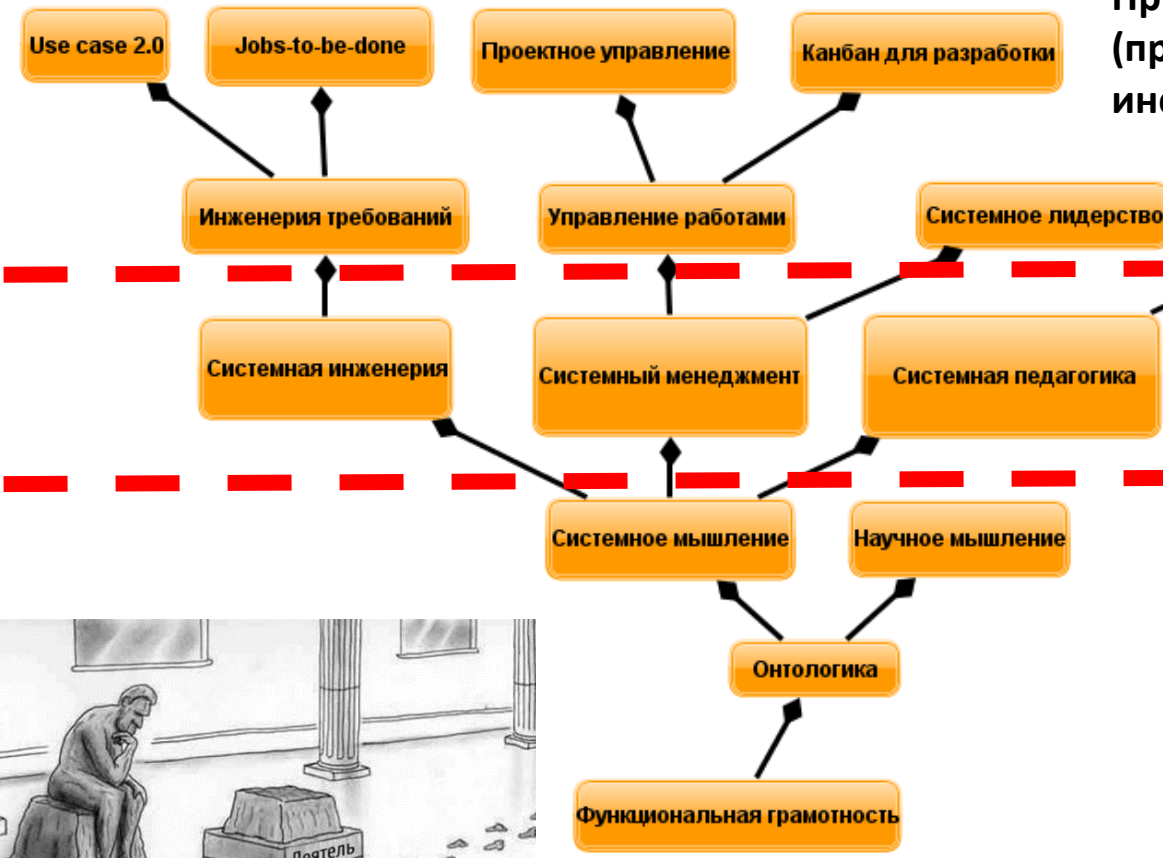 Use case 2.0
Jobs-to-be-done
Проектное управление
Канбан для разработки
Инженерия требований
Управление работами
Системное лидерство
Системная инженерия
Системный менеджмент
Системная педагогика
Системное мышление
Научное мышление
Онтологика
Функциональная грамотность
Деятель